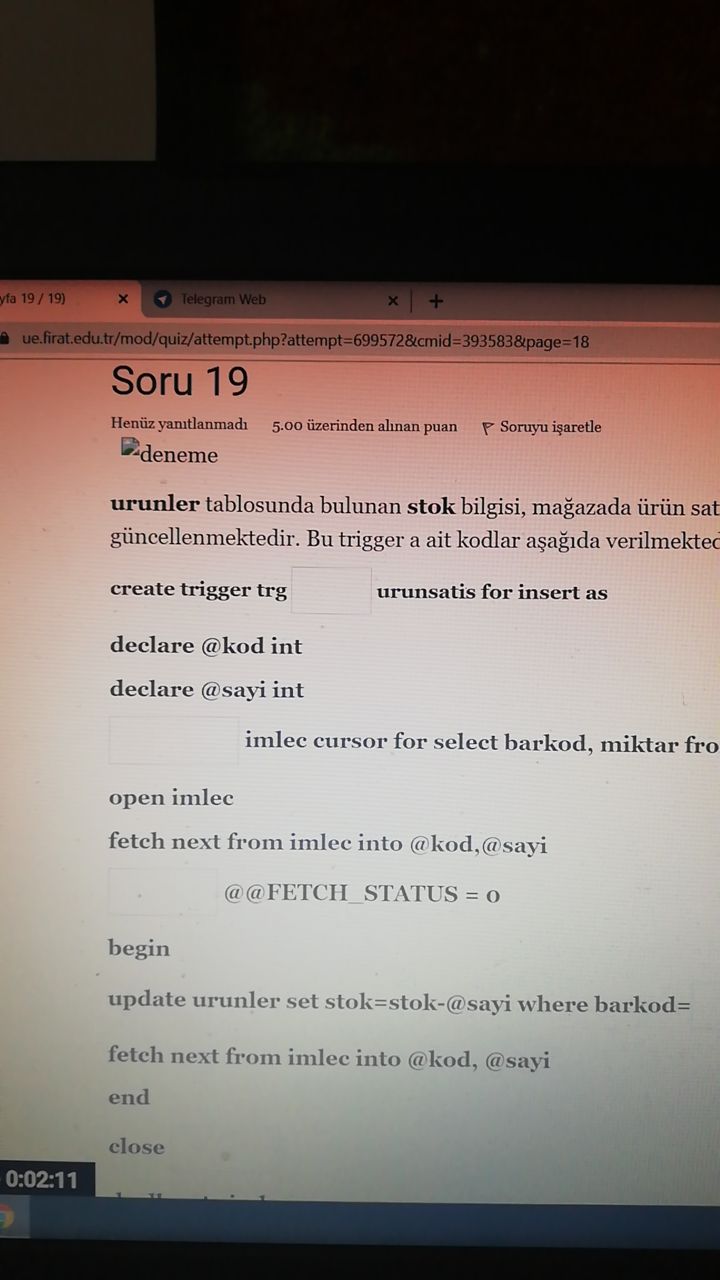 yfa 19 / 19)
Telegram Web
ue.firat.edu.tr/mod/quiz/attempt.php?attempt=699572&cmid=393583&page=18
Soru 19
Henüz yanıtlanmadı 5.00 üzerinden alınan puan Soruyu işaretle
deneme
urunler tablosunda bulunan stok bilgisi, mağazada ürün sat
güncellenmektedir. Bu trigger a ait kodlar aşağıda verilmekted
create trigger trg urunsatis for insert as
declare @kod int
declare @sayi int
imlec cursor for select barkod, miktar fro
open imlec
fetch next from imlec into @kod,@sayi
@@FETCH_STATUS = 0
begin
update urunler set stok=stok-@sayi where barkod=
fetch next from imlec into @kod, @sayi
end
close
0:02:11